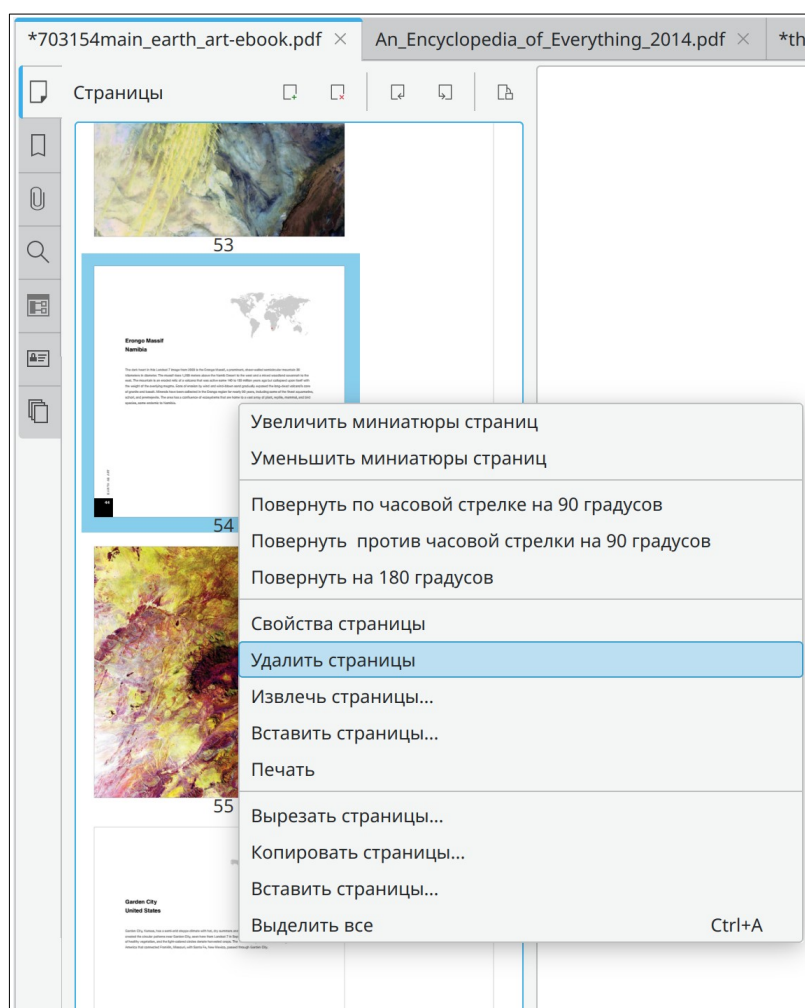 *703154main_earth_art-ebook.pdf × An_Encyclopedia_of_Everything_2014.pdf × *th
Страницы
53
Erongo Massif
Namibia
54
Увеличить миниатюры страниц
Уменьшить миниатюры страниц
Повернуть по часовой стрелке на 90 градусов
Повернуть  против часовой стрелки на 90 градусов
Повернуть на 180 градусов
Свойства страницы
Удалить страницы
Извлечь страницы...
Вставить страницы...
Печать
Вырезать страницы...
Копировать страницы...
Вставить страницы...
Выделить все Ctrl+A
55
Garden City
United States